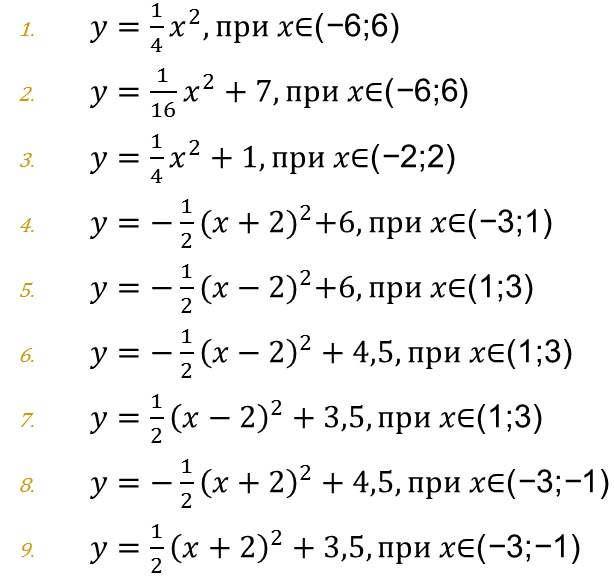 1. y = 1/4 x², при x∈(−6;6)
2. y = 1/16 x² + 7, при x∈(−6;6)
3. y = 1/4 x² + 1, при x∈(−2;2)
4. y = − 1/2 (x + 2)²+6, при x∈(−3;1)
5. y = − 1/2 (x − 2)²+6, при x∈(1;3)
6. y = − 1/2 (x − 2)² + 4,5, при x∈(1;3)
7. y = 1/2 (x − 2)² + 3,5, при x∈(1;3)
8. y = − 1/2 (x + 2)² + 4,5, при x∈(−3;−1)
9. y = 1/2 (x + 2)² + 3,5, при x∈(−3;−1)